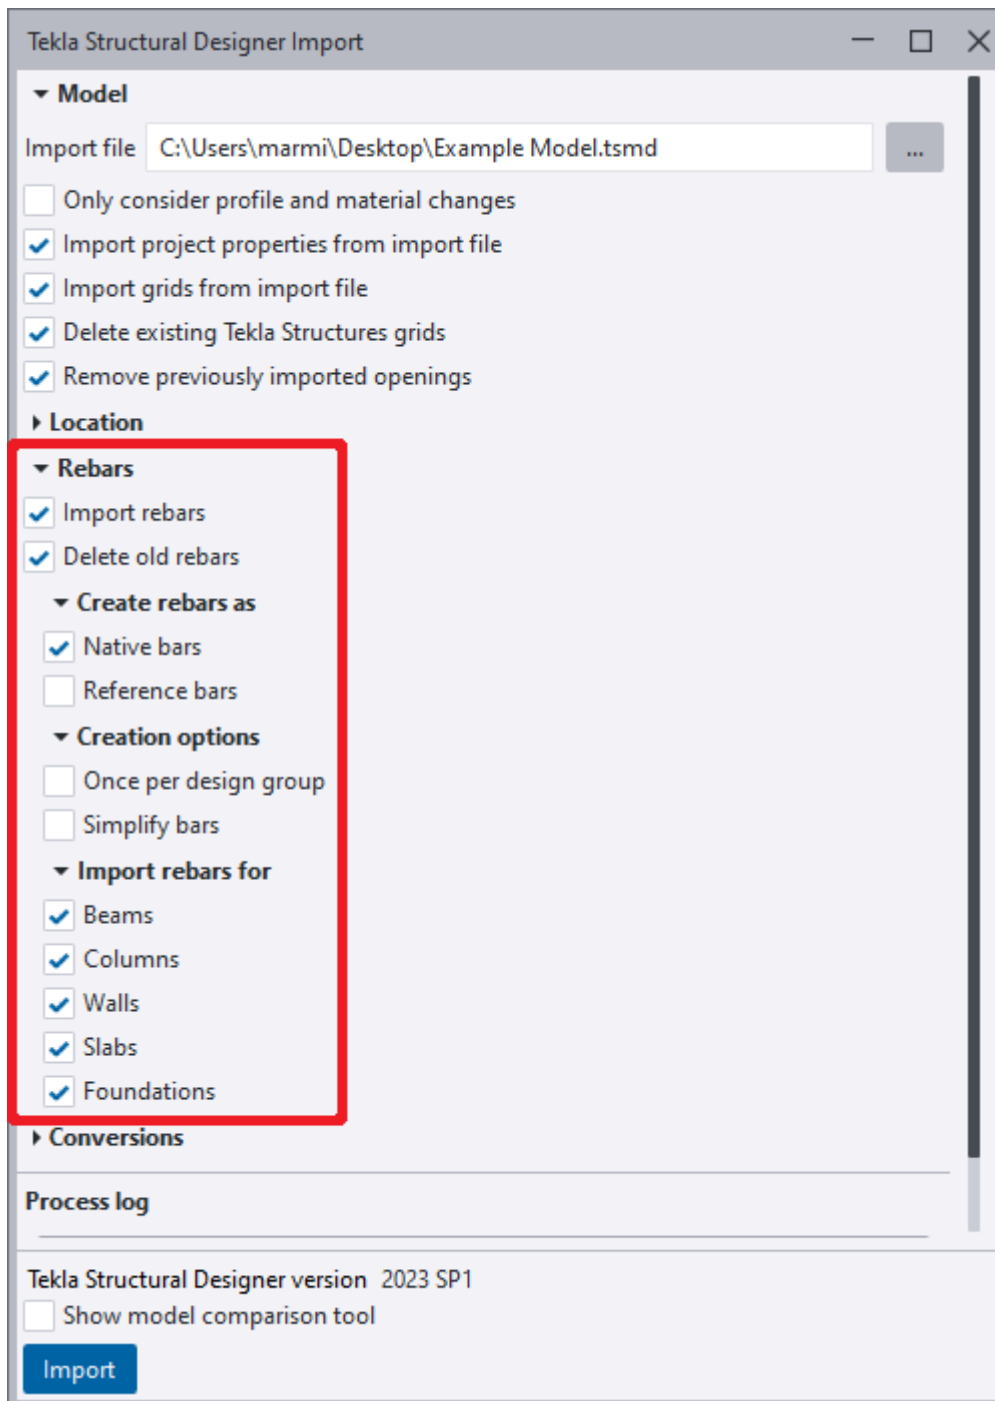 Tekla Structural Designer Import
Model
Import file C:\Users\marmi\Desktop\Example Model.tsmd ...
Only consider profile and material changes
Import project properties from import file
Import grids from import file
Delete existing Tekla Structures grids
Remove previously imported openings
Location
Rebars
Import rebars
Delete old rebars
Create rebars as
Native bars
Reference bars
Creation options
Once per design group
Simplify bars
Import rebars for
Beams
Columns
Walls
Slabs
Foundations
Conversions
Process log
Tekla Structural Designer version 2023 SP1
Show model comparison tool
Import